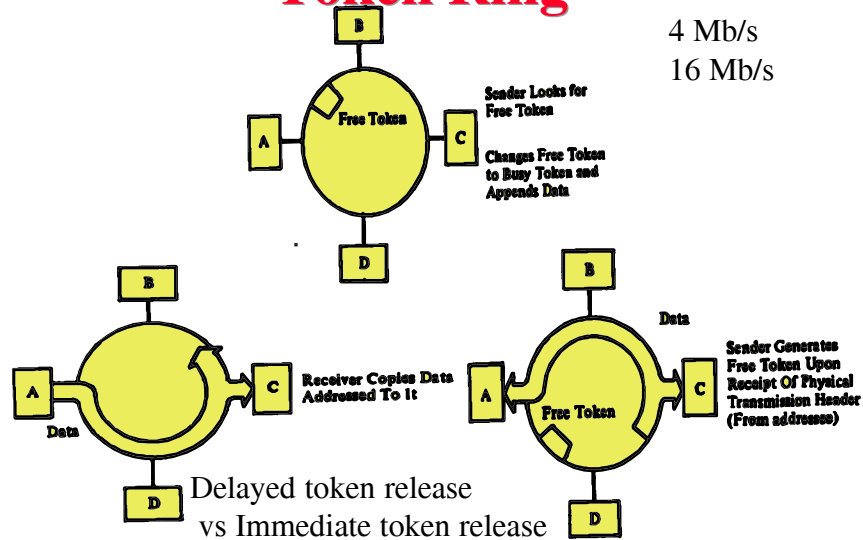 Token Ring
4 Mb/s
16 Mb/s
B
Free Token
A
C
Sender Looks for
Free Token
Changes Free Token
to Busy Token and
Appends Data
D
B
A
C
Receiver Copies Data
Addressed To It
Data
D
B
Data
A
C
Sender Generates
Free Token Upon
Receipt Of Physical
Transmission Header
(From addressee)
Free Token
D
Delayed token release
vs Immediate token release